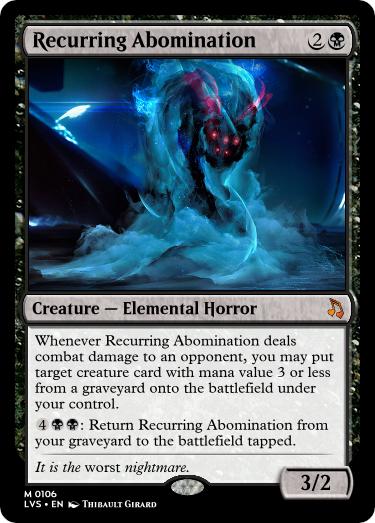 Recurring Abomination 2
Creature — Elemental Horror
Whenever Recurring Abomination deals
combat damage to an opponent, you may put
target creature card with mana value 3 or less
from a graveyard onto the battlefield under
your control.
4: Return Recurring Abomination from
your graveyard to the battlefield tapped.
It is the worst nightmare.
3/2
M 0106
LVS • EN Thibault Girard